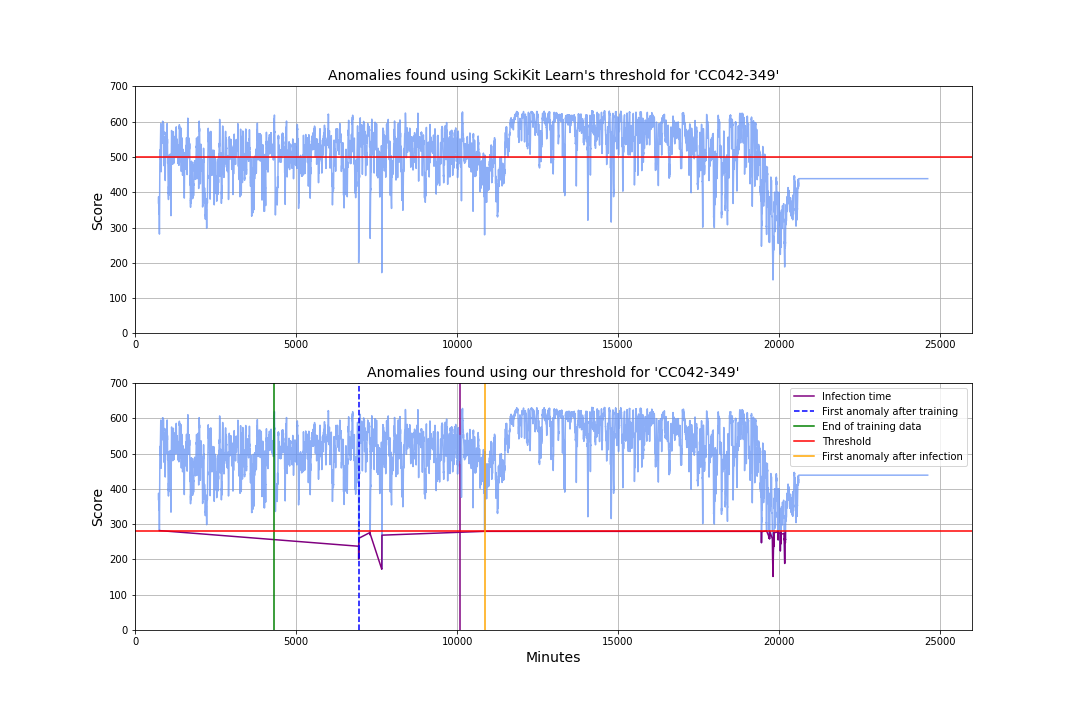 Anomalies found using SckiKit Learn's threshold for 'CC042-349'
700
600
500
400
300
200
100
0
Score
0 5000 10000 15000 20000 25000
Anomalies found using our threshold for 'CC042-349'
700
600
500
400
300
200
100
0
Score
Infection time
First anomaly after training
End of training data
Threshold
First anomaly after infection
0 5000 10000 15000 20000 25000
Minutes